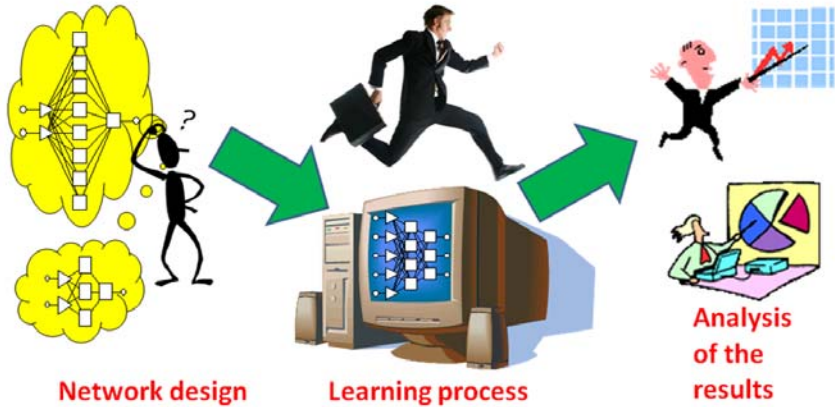 ?
Network design
Learning process
Analysis
of the
results